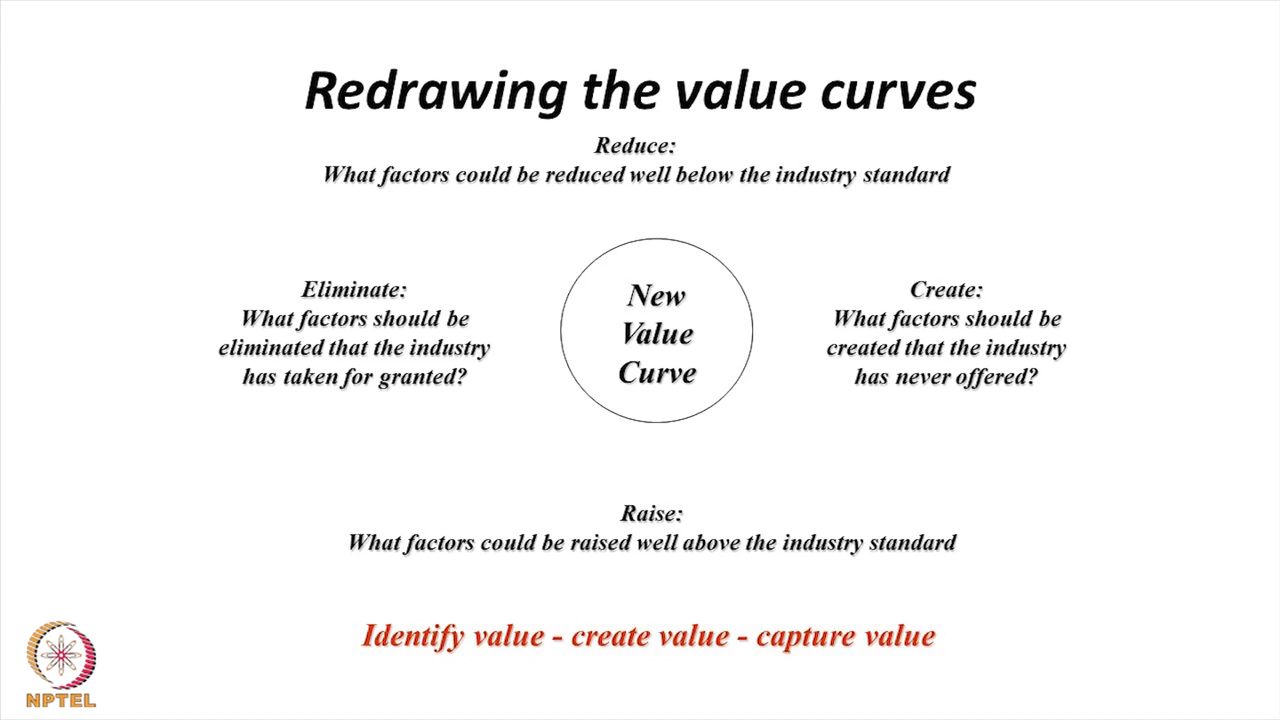 Redrawing the value curves
Reduce:
What factors could be reduced well below the industry standard
Eliminate:
What factors should be
eliminated that the industry
has taken for granted?
New
Value
Curve
Create:
What factors should be
created that the industry
has never offered?
Raise:
What factors could be raised well above the industry standard
Identify value - create value - capture value
NPTEL